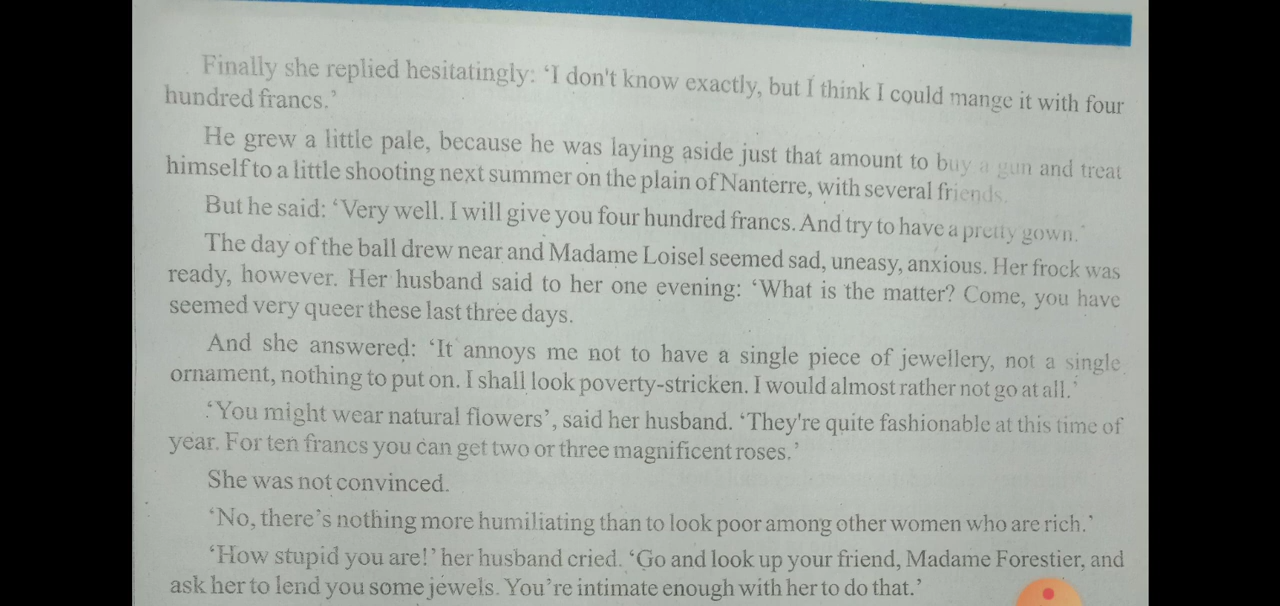 Finally she replied hesitatingly: ‘I don't know exactly, but I think I could mange it with four
hundred francs.’
He grew a little pale, because he was laying aside just that amount to buy a gun and treat
himself to a little shooting next summer on the plain of Nanterre, with several friends.
But he said: ‘Very well. I will give you four hundred francs. And try to have a pretty gown.’
The day of the ball drew near and Madame Loisel seemed sad, uneasy, anxious. Her frock was
ready, however. Her husband said to her one evening: ‘What is the matter? Come, you have
seemed very queer these last three days.
And she answered: ‘It annoys me not to have a single piece of jewellery, not a single
ornament, nothing to put on. I shall look poverty-stricken. I would almost rather not go at all.’
‘You might wear natural flowers’, said her husband. ‘They're quite fashionable at this time of
year. For ten francs you can get two or three magnificent roses.’
She was not convinced.
‘No, there’s nothing more humiliating than to look poor among other women who are rich.’
‘How stupid you are!’ her husband cried. ‘Go and look up your friend, Madame Forestier, and
ask her to lend you some jewels. You’re intimate enough with her to do that.’